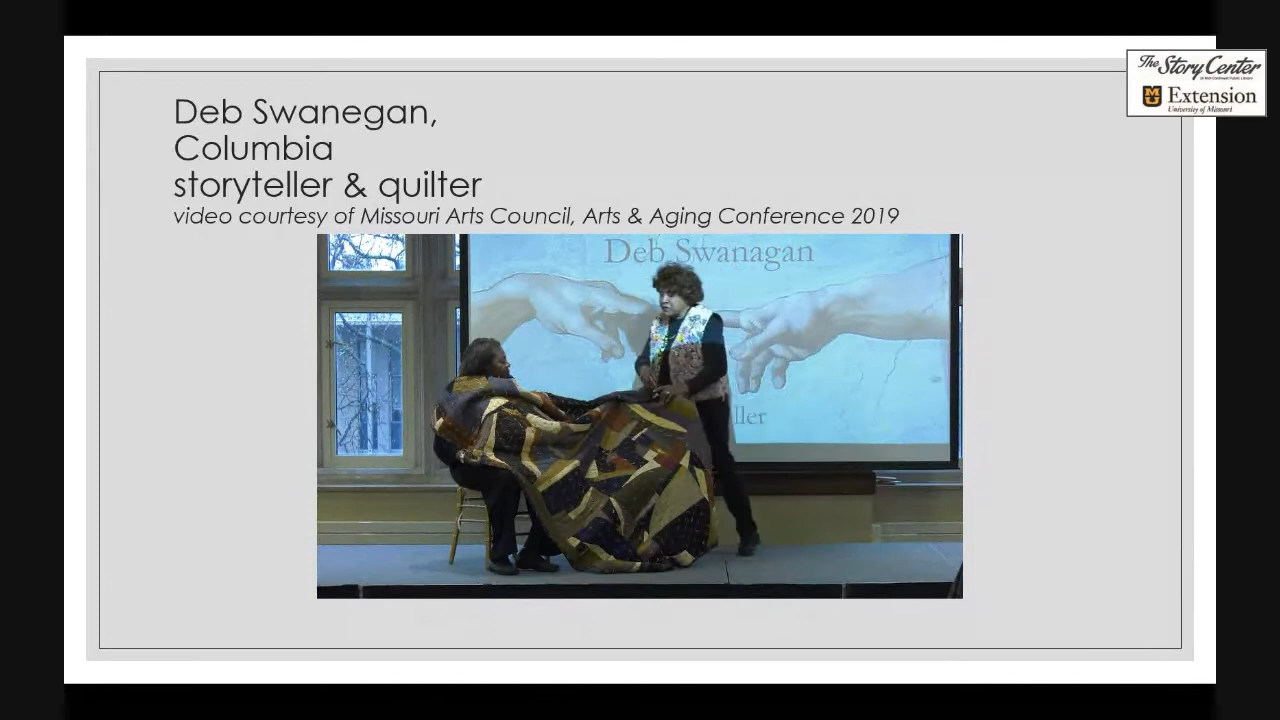 Deb Swanegan,
Columbia
storyteller & quilter
video courtesy of Missouri Arts Council, Arts & Aging Conference 2019
The Story Center
Extension
University of Missouri
Deb Swanagan
ller